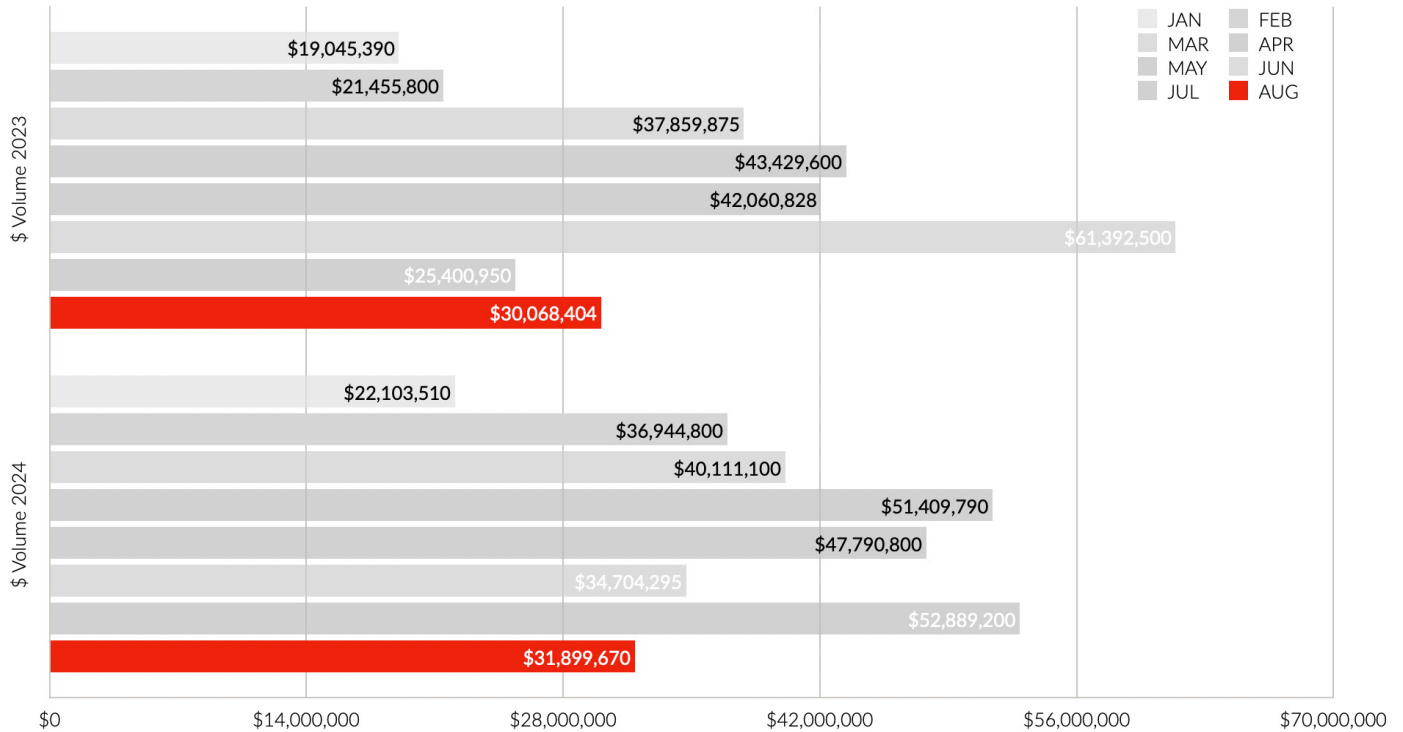 JAN FEB
MAR APR
MAY JUN
JUL AUG
$ Volume 2023
$19,045,390
$21,455,800
$37,859,875
$43,429,600
$42,060,828
$61,392,500
$25,400,950
$30,068,404
$ Volume 2024
$22,103,510
$36,944,800
$40,111,100
$51,409,790
$47,790,800
$34,704,295
$52,889,200
$31,899,670
$0 $14,000,000 $28,000,000 $42,000,000 $56,000,000 $70,000,000